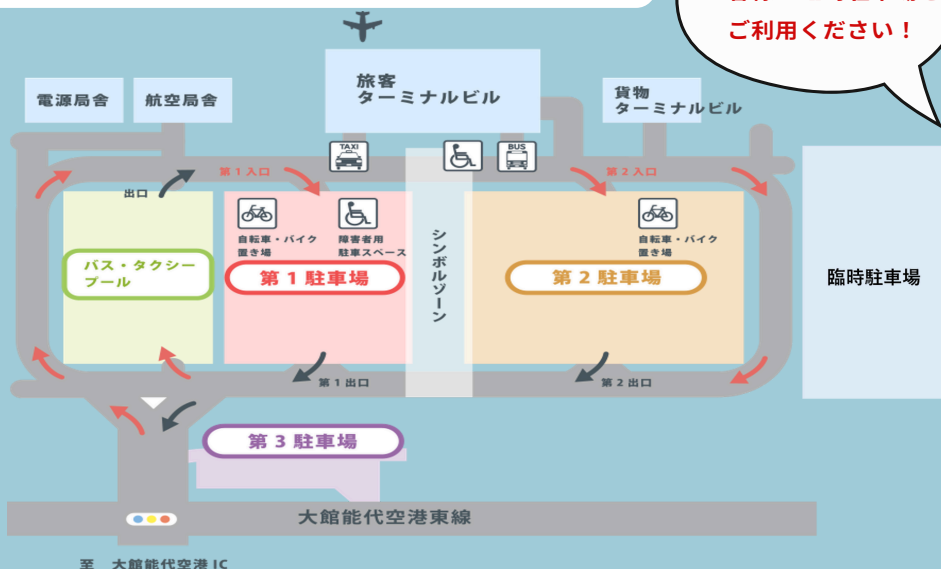 ご利用ください！
旅客
ターミナルビル
電源局舎
航空局舎
貨物
ターミナルビル
TAXI
BUS
第1入口
第2入口
出口
自転車・バイク
置き場
障害者用
駐車スペース
自転車・バイク
置き場
バス・タクシー
プール
第1駐車場
シンボルゾーン
第2駐車場
臨時駐車場
第1出口
第2出口
第3駐車場
大館能代空港東線
至 大館能代空港IC